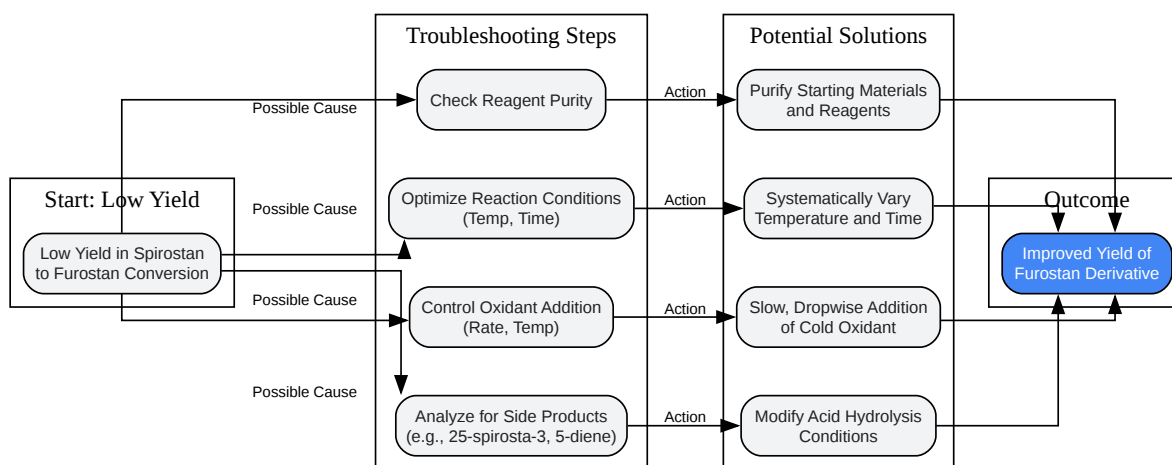 Troubleshooting Steps
Potential Solutions
Possible Cause
Check Reagent Purity
Action
Purify Starting Materials
and Reagents
Start: Low Yield
Possible Cause
Optimize Reaction Conditions
(Temp, Time)
Action
Systematically Vary
Temperature and Time
Outcome
Low Yield in Spirostan
to Furostan Conversion
Improved Yield of
Furostan Derivative
Possible Cause
Control Oxidant Addition
(Rate, Temp)
Action
Slow, Dropwise Addition
of Cold Oxidant
Possible Cause
Analyze for Side Products
(e.g., 25-spirosta-3, 5-diene)
Action
Modify Acid Hydrolysis
Conditions